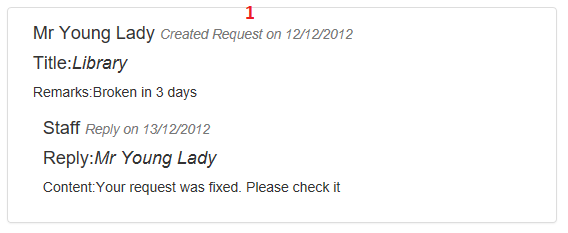 1
Mr Young Lady Created Request on 12/12/2012
Title:Library
Remarks:Broken in 3 days
Staff Reply on 13/12/2012
Reply:Mr Young Lady
Content:Your request was fixed. Please check it